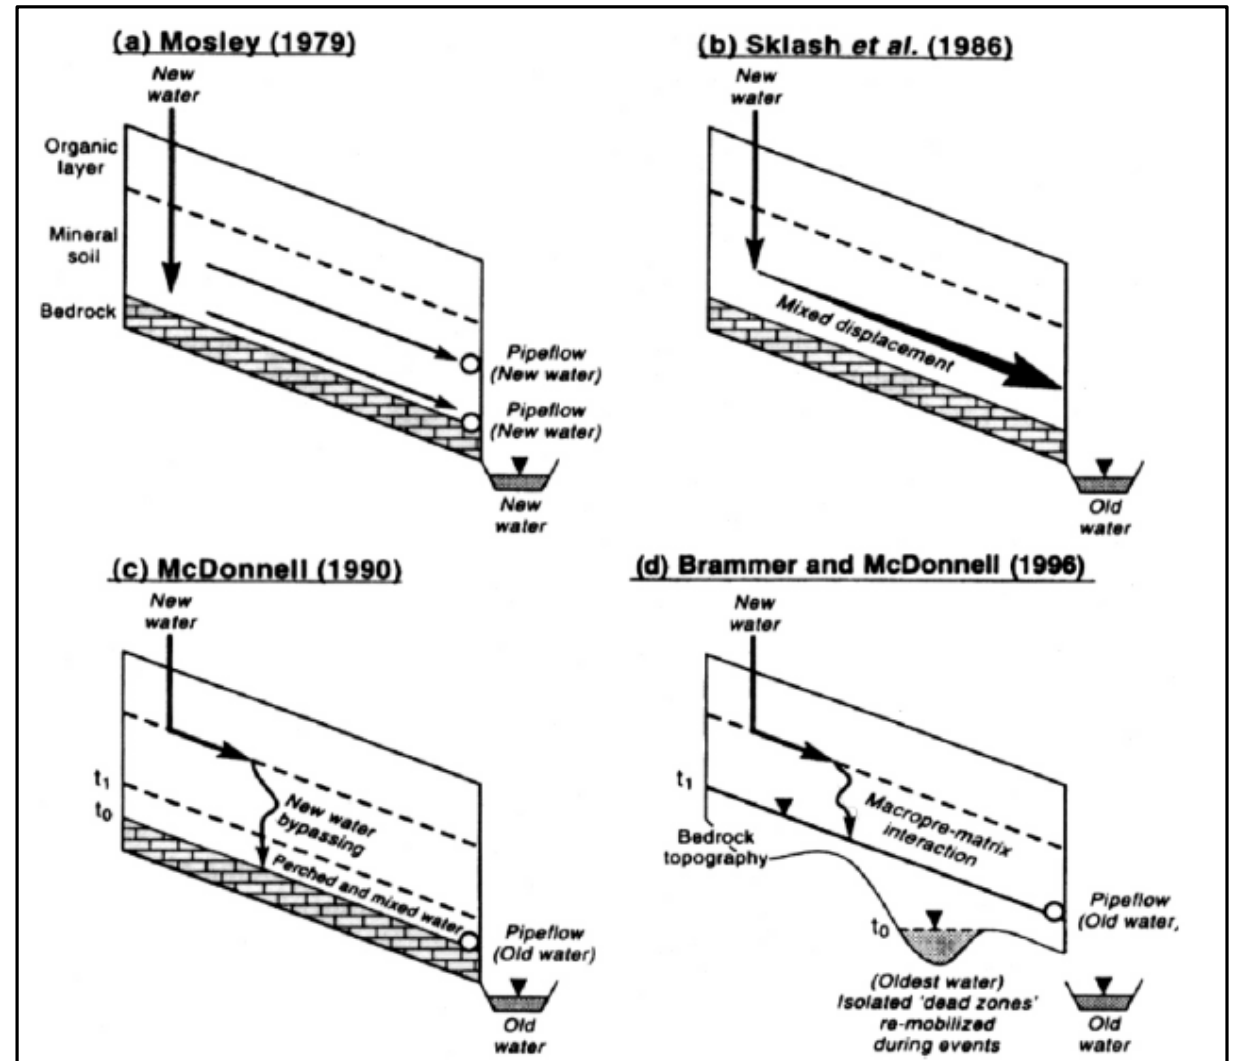 (a) Mosley (1979)
New
water
Organic
layer
Mineral
soil
Bedrock
Pipeflow
(New water)
Pipeflow
(New water)
New
water
(b) Sklash et al. (1986)
New
water
Mixed displacement
Old
water
(c) McDonnell (1990)
New
water
t1
t0
New water
bypassing
Perched and mixed water
Pipeflow
(Old water)
Old
water
(d) Brammer and McDonnell (1996)
New
water
t1
Bedrock
topography
Macropre-matrix
interaction
t0
Pipeflow
(Old water)
(Oldest water)
Isolated 'dead zones'
re-mobilized
during events
Old
water